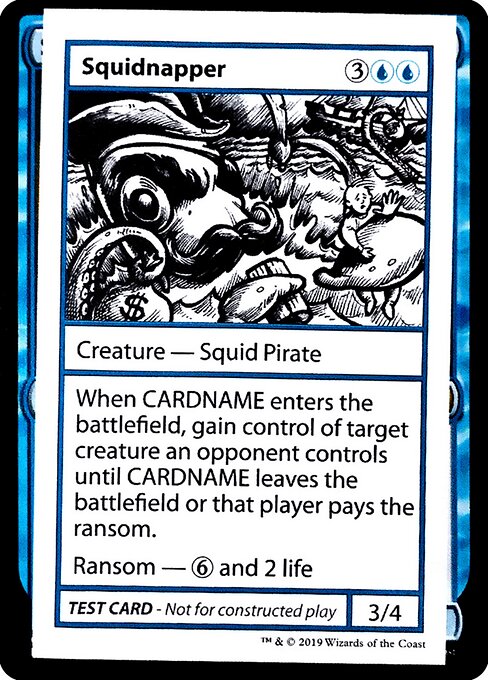 Squidnapper 3
$
Creature — Squid Pirate
When CARDNAME enters the
battlefield, gain control of target
creature an opponent controls
until CARDNAME leaves the
battlefield or that player pays the
ransom.
Ransom — 6 and 2 life
TEST CARD - Not for constructed play 3/4
™ & © 2019 Wizards of the Coast